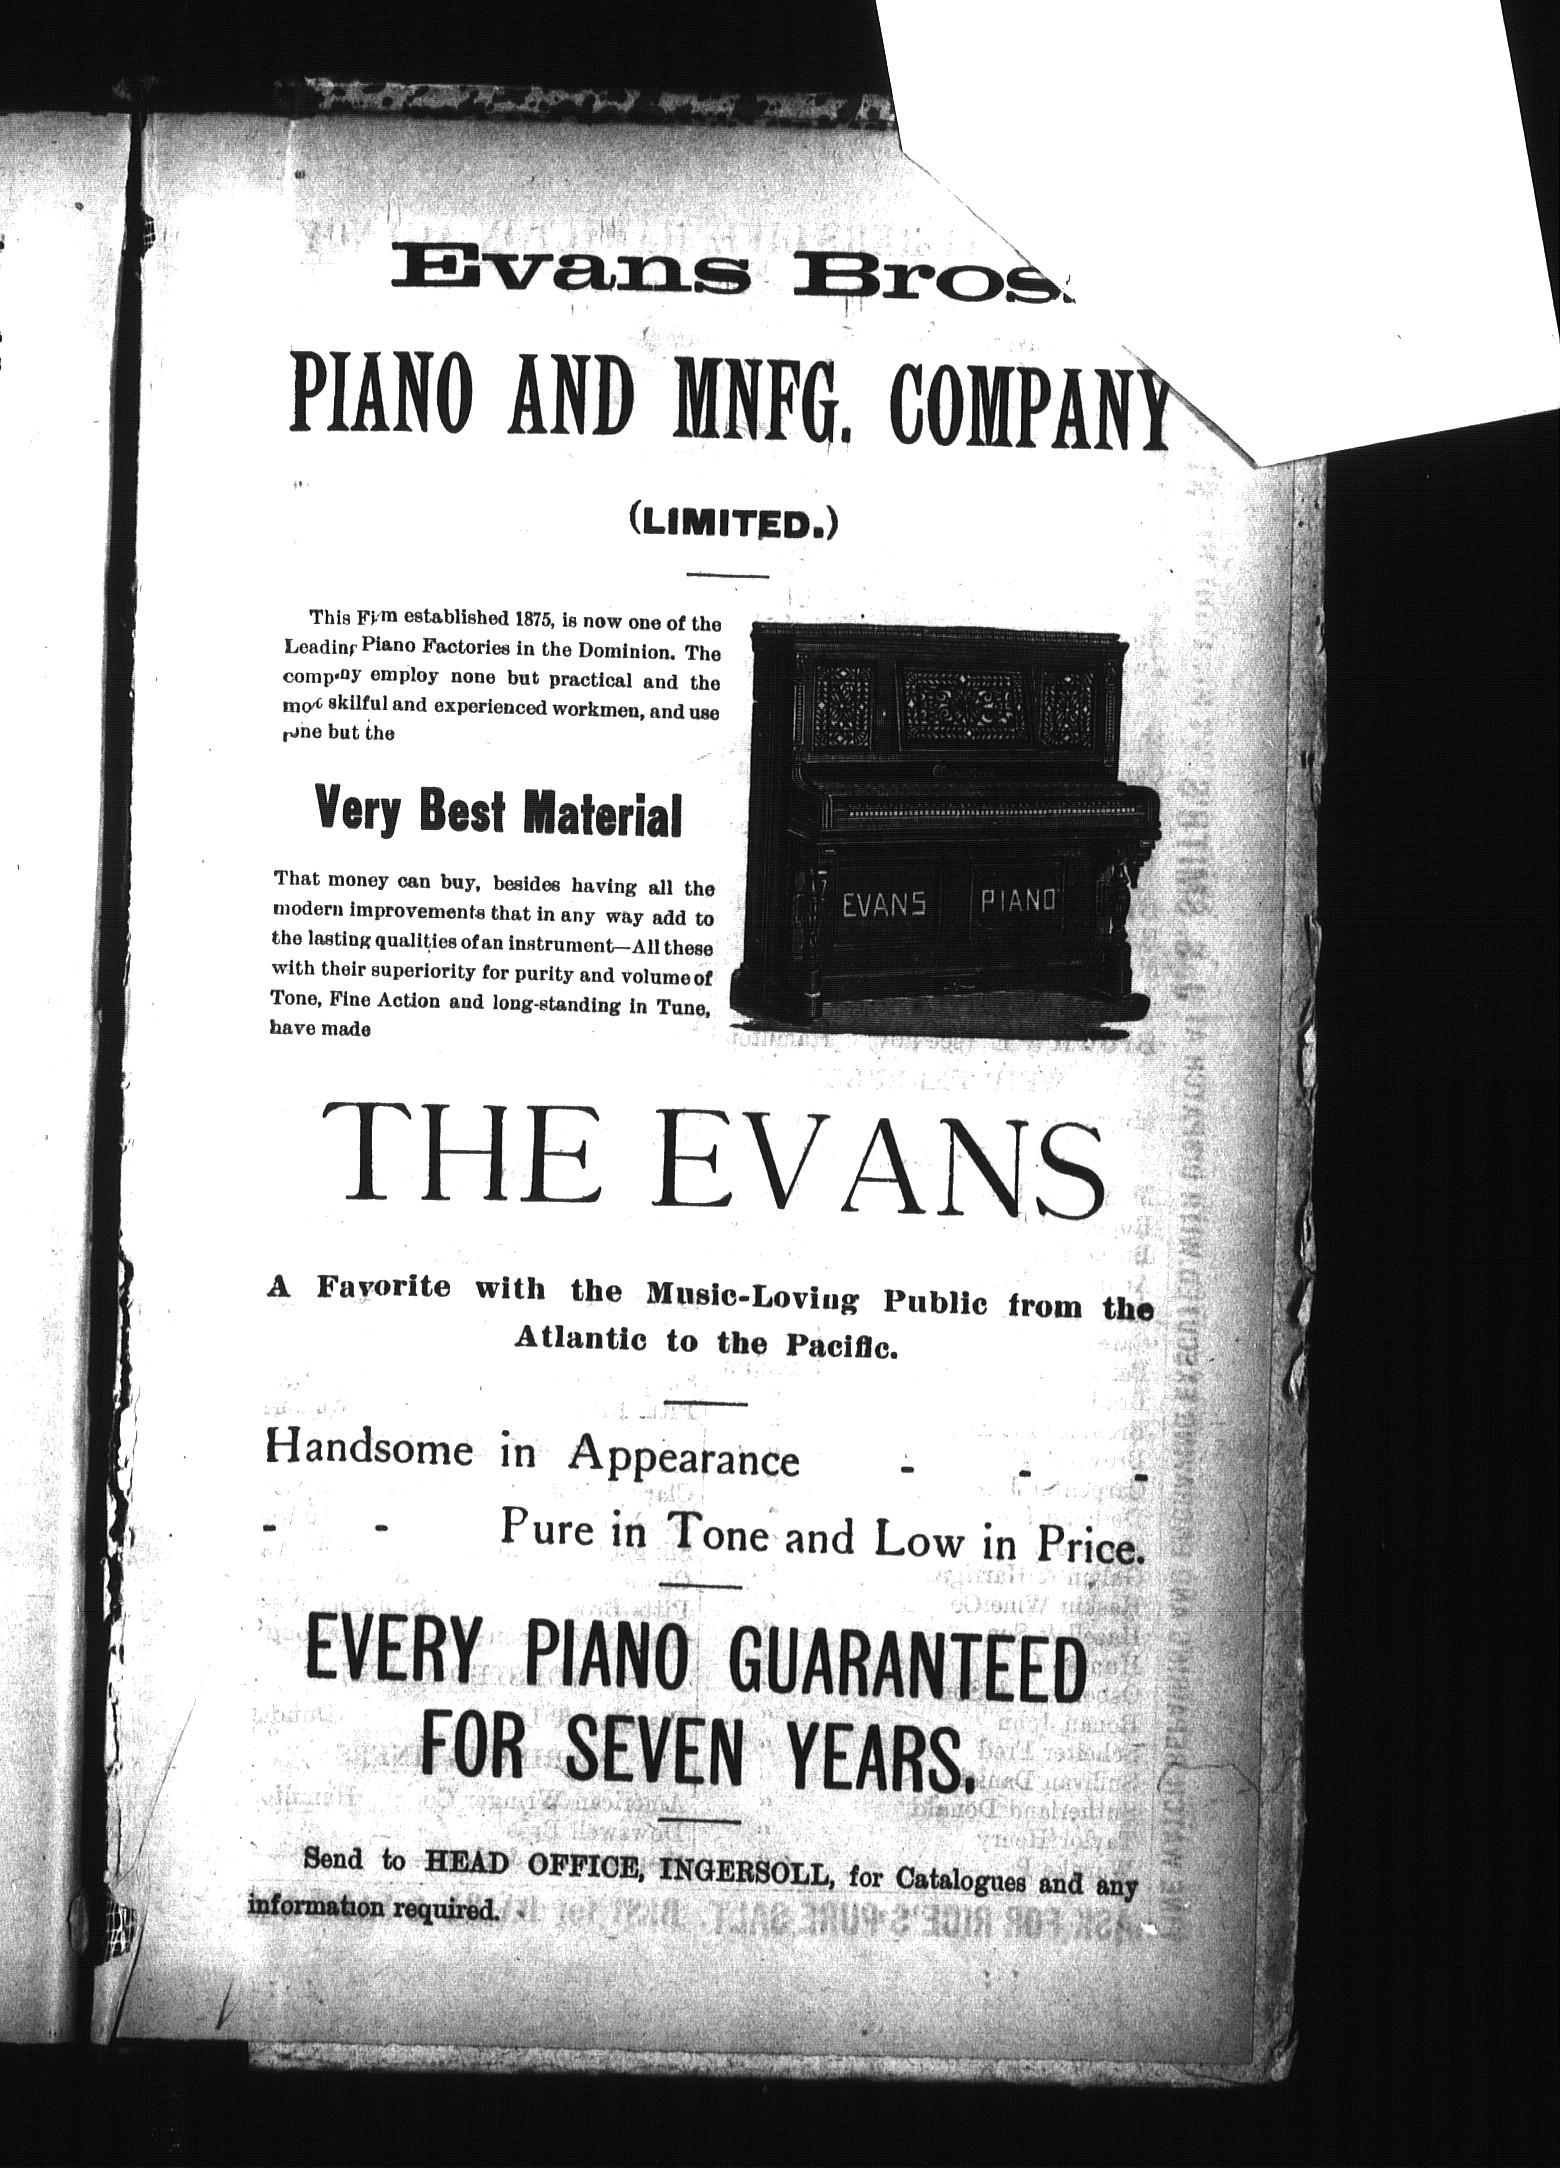 Evans Bros.
PIANO AND MNFG. COMPANY
(LIMITED.)
This Firm established 1875, is now one of the
Leading Piano Factories in the Dominion. The
company employ none but practical and the
most skilful and experienced workmen, and use
none but the
Very Best Material
That money can buy, besides having all the
modern improvements that in any way add to
the lasting qualities of an instrument—All these
with their superiority for purity and volume of
Tone, Fine Action and long-standing in Tune,
have made
EVANS PIANO
THE EVANS
A Favorite with the Music-Loving Public from the
Atlantic to the Pacific.
Handsome in Appearance - - -
- - Pure in Tone and Low in Price.
EVERY PIANO GUARANTEED
FOR SEVEN YEARS.
Send to HEAD OFFICE, INGERSOLL, for Catalogues and any
information required.